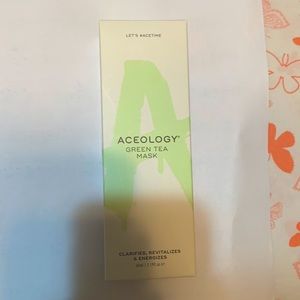 LET'S #ACETIME
ACEOLOGY®
GREEN TEA
MASK
CLARIFIES, REVITALIZES
& ENERGIZES